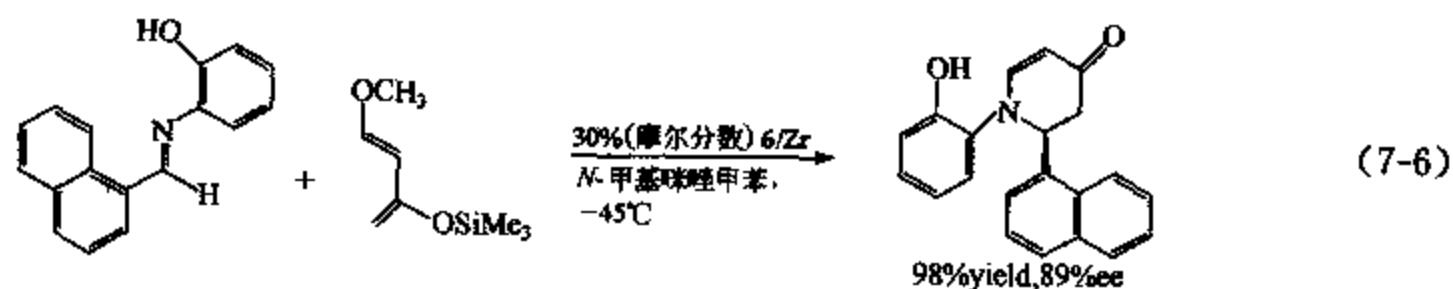 HO
N
H
+
OCH₃
OSiMe₃
30%(摩尔分数) 6/Zr
N-甲基咪唑甲苯,
-45℃
OH
N
O
98%yield,89%ee
(7-6)